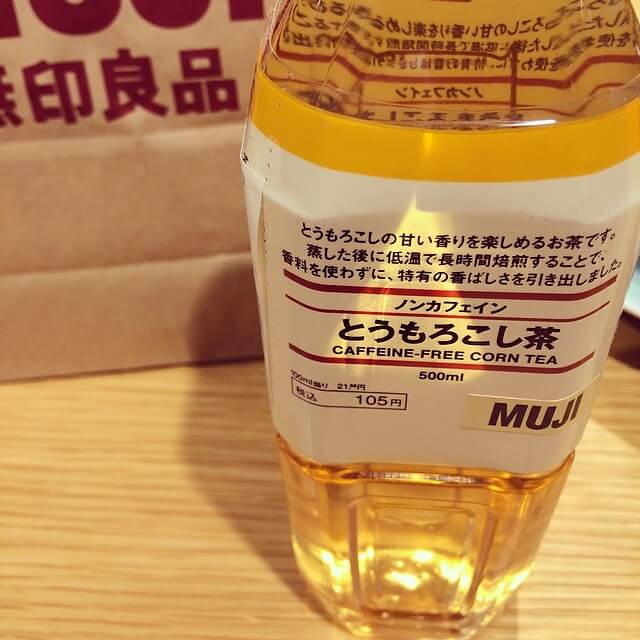 無印良品
とうもろこしの甘い香りを楽しめるお茶です。
蒸した後に低温で長時間焙煎することで、
香料を使わずに、特有の香ばしさを引き出しました。
ノンカフェイン
とうもろこし茶
CAFFEINE-FREE CORN TEA
500ml
100ml当り 21円
税込 105円
MUJI